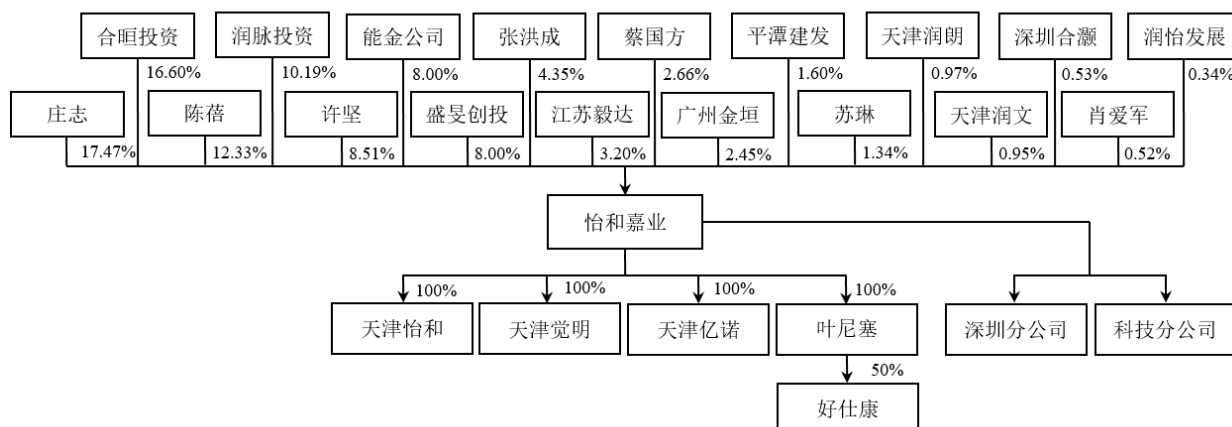 合晅投资
润脉投资
能金公司
张洪成
蔡国方
平潭建发
天津润朗
深圳合灏
润怡发展
16.60%
10.19%
8.00%
4.35%
2.66%
1.60%
0.97%
0.53%
0.34%
庄志
陈蓓
许坚
盛旻创投
江苏毅达
广州金垣
苏琳
天津润文
肖爱军
17.47%
12.33%
8.51%
8.00%
3.20%
2.45%
1.34%
0.95%
0.52%
怡和嘉业
100%
100%
100%
100%
天津怡和
天津觉明
天津亿诺
叶尼塞
深圳分公司
科技分公司
50%
好仕康